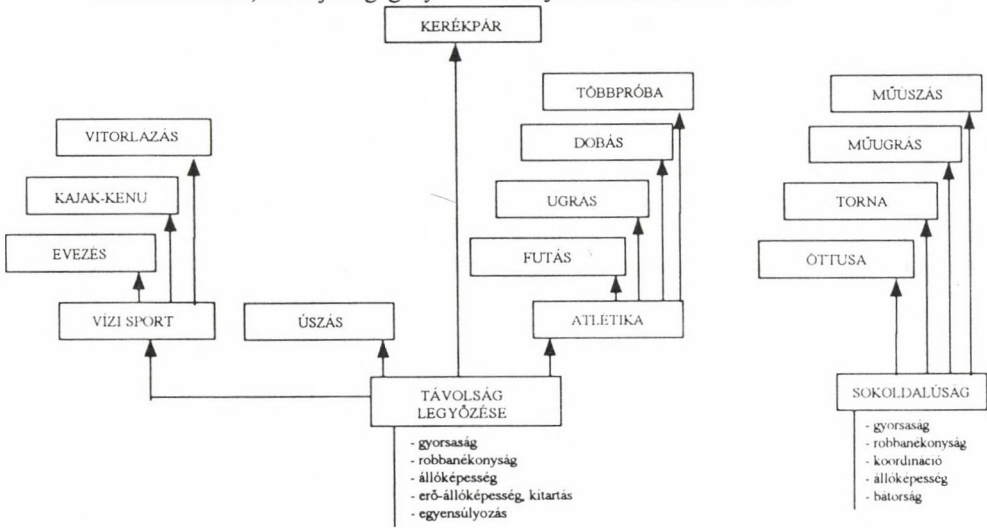 KERÉKPÁR
TÖBBPRÓBA
MŰÚSZÁS
VITORLAZÁS
DOBÁS
MŰUGRÁS
KAJAK-KENU
UGRAS
TORNA
EVEZÉS
FUTÁS
ÖTTUSA
VÍZI SPORT
ÚSZÁS
ATLETIKA
TÁVOLSÁG
LEGYŐZÉSE
SOKOLDALÚSÁG
- gyorsaság
- robbanékonyság
- állóképesség
- erő-állóképesség, kitartás
- egyensúlyozás
- gyorsaság
- robbanékonyság
- koordináció
- állóképesség
- bátorság